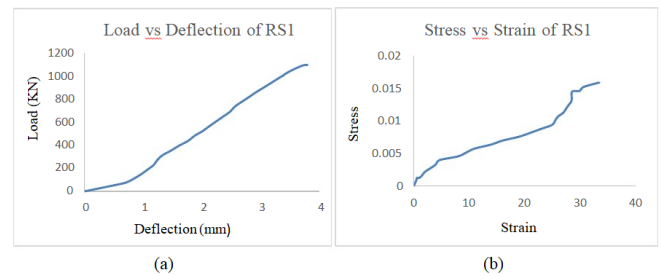 Load vs Deflection of RS1
1200
1000
800
600
400
200
0
0 1 2 3 4
Load (KN)
Deflection (mm)
(a)
Stress vs Strain of RS1
0.02
0.015
0.01
0.005
0
0 10 20 30 40
Stress
Strain
(b)